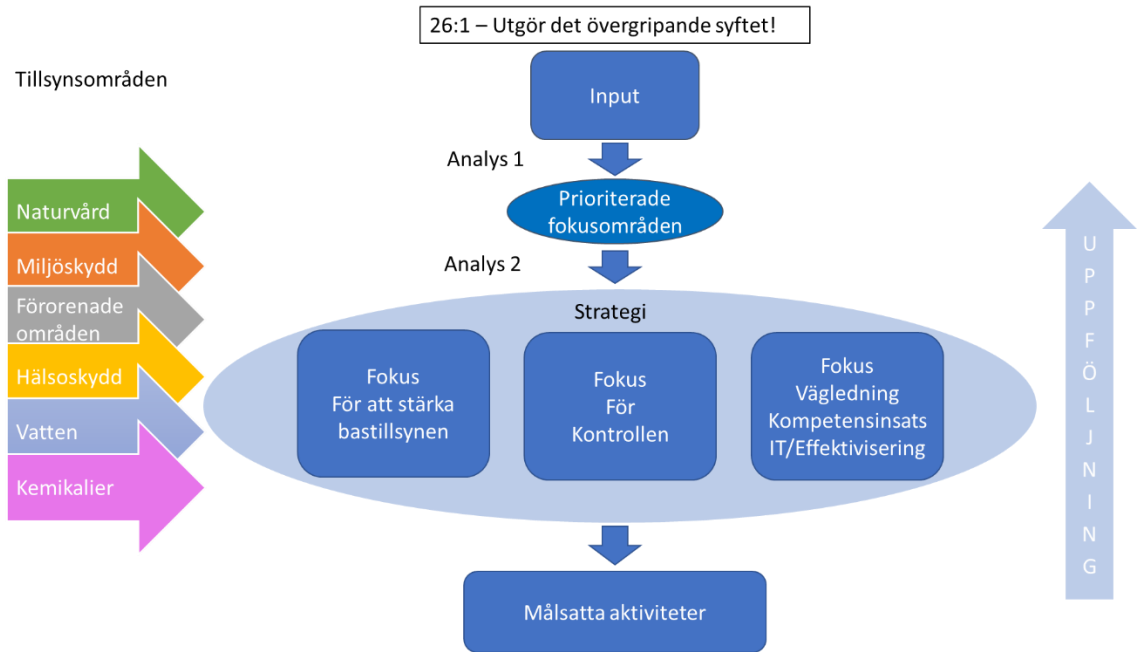 26:1 – Utgör det övergripande syftet!
Tillsynsområden
Input
Analys 1
Prioriterade
fokusområden
Analys 2
Naturvård
Miljöskydd
Förorenade
områden
Hälsoskydd
Vatten
Kemikalier
Strategi
Fokus
För att stärka
bastillsynen
Fokus
För
Kontrollen
Fokus
Vägledning
Kompetensinsats
IT/Effektivisering
Målsatta aktiviteter
U
P
P
F
Ö
L
J
N
I
N
G